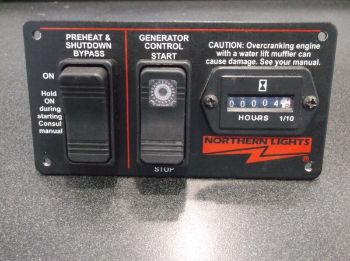 PREHEAT &
SHUTDOWN
BYPASS
ON
Hold
ON
during
starting
Consul
manual
GENERATOR
CONTROL
START
STOP
CAUTION: Overcranking engine
with a water lift muffler can
cause damage. See your manual.
HOURS 1/10
NORTHERN LIGHTS
®